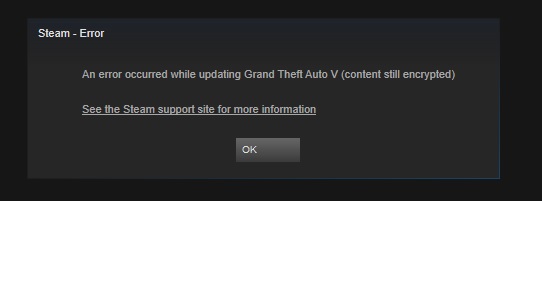 Steam - Error
An error occurred while updating Grand Theft Auto V (content still encrypted)
See the Steam support site for more information
OK